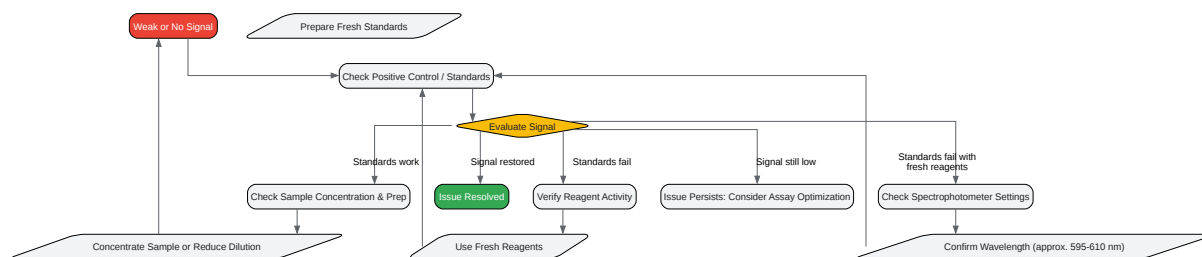 Weak or No Signal
Prepare Fresh Standards
Check Positive Control / Standards
Evaluate Signal
Standards work
Signal restored
Standards fail
Signal still low
Standards fail with
fresh reagents
Check Sample Concentration & Prep
Issue Resolved
Verify Reagent Activity
Issue Persists: Consider Assay Optimization
Check Spectrophotometer Settings
Concentrate Sample or Reduce Dilution
Use Fresh Reagents
Confirm Wavelength (approx. 595-610 nm)